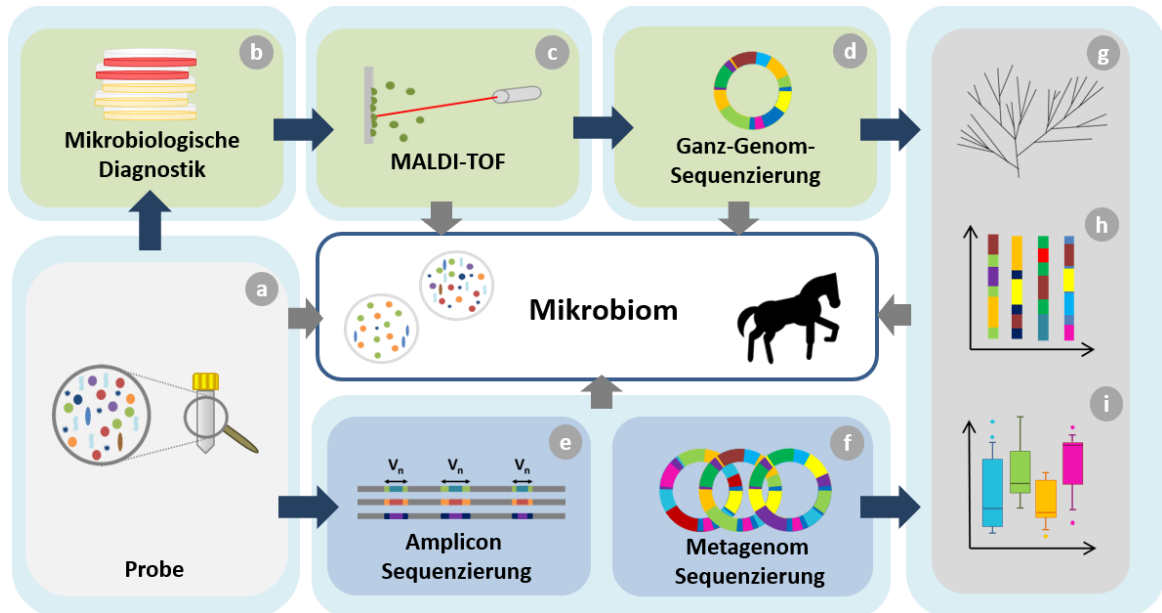 b
Mikrobiologische
Diagnostik
c
MALDI-TOF
d
Ganz-Genom-
Sequenzierung
g
a
Probe
Mikrobiom
h
e
Vn
Vn
Vn
Amplicon
Sequenzierung
f
Metagenom
Sequenzierung
i